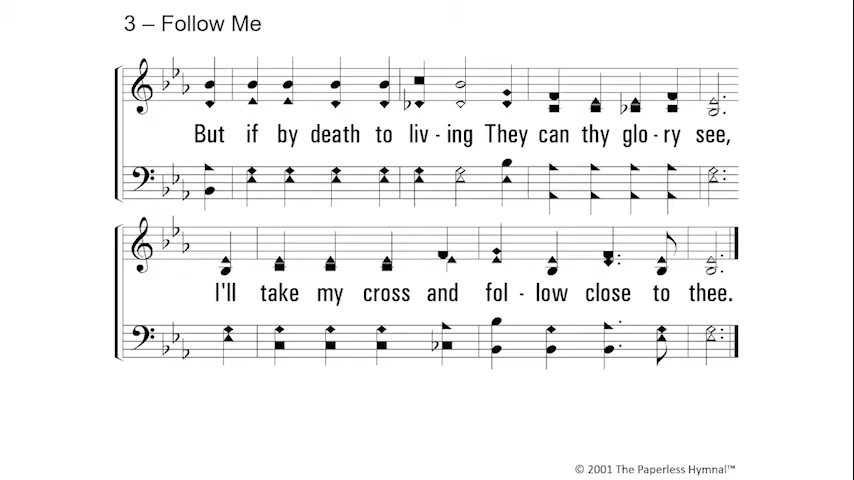 3 – Follow Me
But if by death to liv - ing They can thy glo - ry see,
I'll take my cross and fol - low close to thee.
© 2001 The Paperless Hymnal™